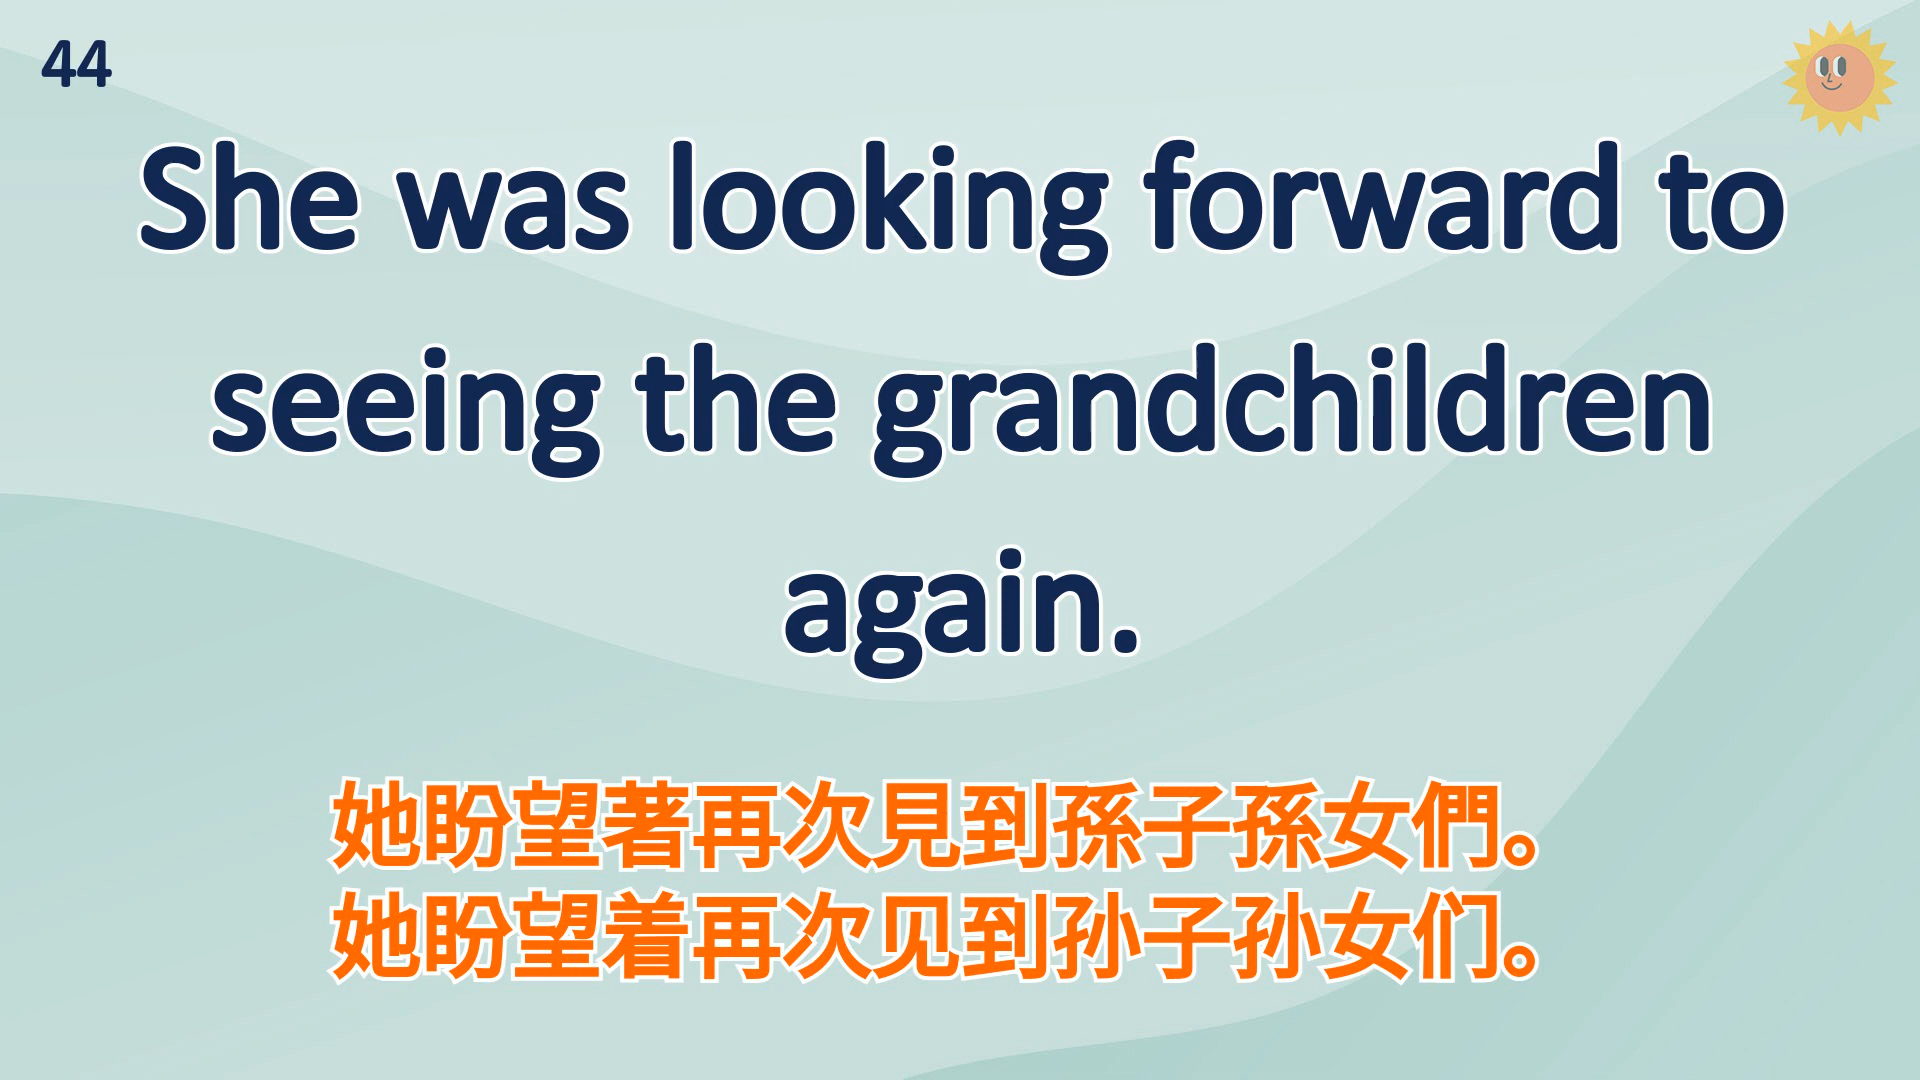 44
She was looking forward to
seeing the grandchildren
again.
她盼望著再次見到孫子孫女們。
她盼望着再次见到孙子孙女们。